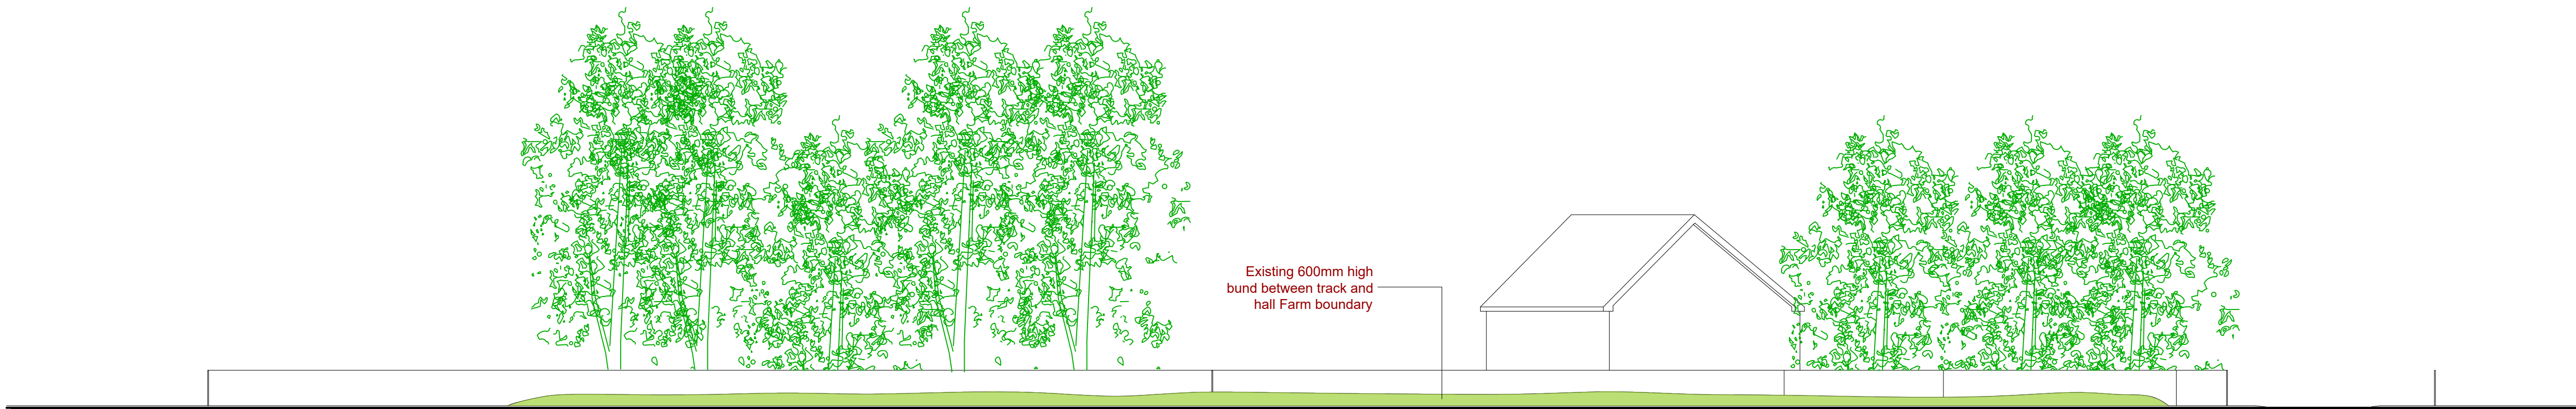 Existing 600mm high
bund between track and
hall Farm boundary